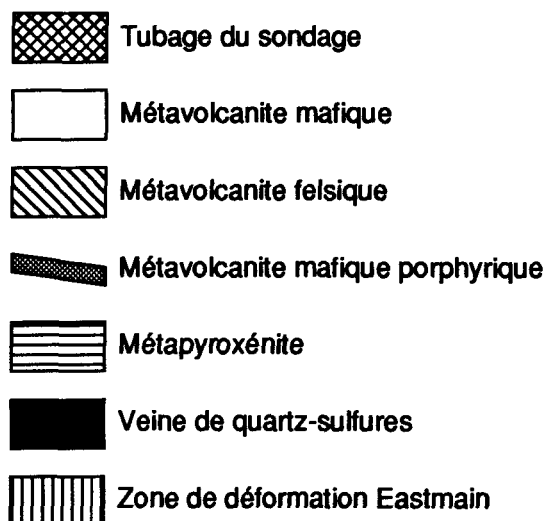 Tubage du sondage
Métavolcanite mafique
Métavolcanite felsique
Métavolcanite mafique porphyrique
Métapyroxénite
Veine de quartz-sulfures
Zone de déformation Eastmain